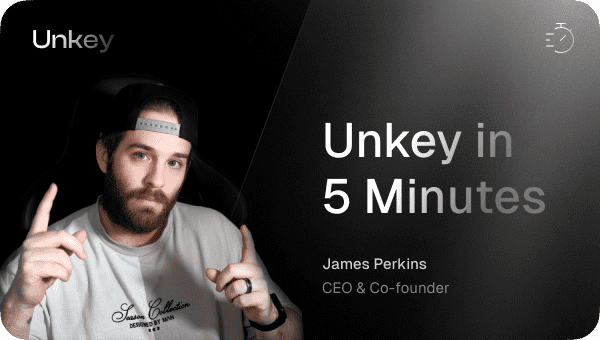 Unkey
Unkey in
5 Minutes
James Perkins
CEO & Co-founder
Season Collection
DESIGNED BY MAN